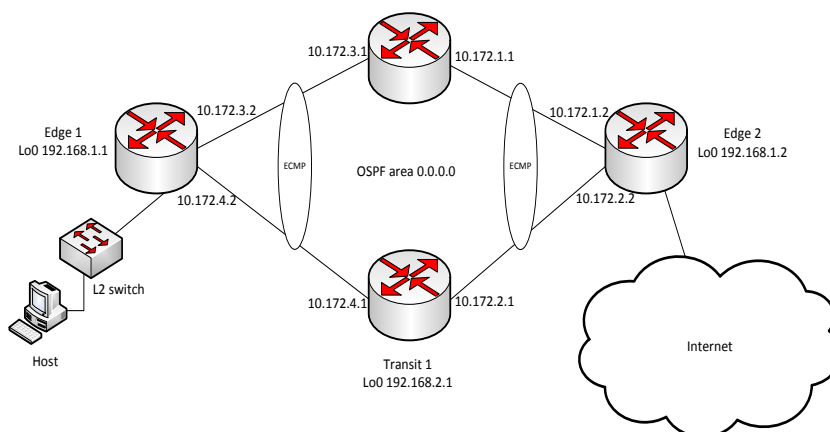 10.172.3.1
10.172.1.1
10.172.3.2
10.172.1.2
Edge 1
Lo0 192.168.1.1
ECMP
OSPF area 0.0.0.0
ECMP
Edge 2
Lo0 192.168.1.2
10.172.4.2
10.172.2.2
L2 switch
10.172.4.1
10.172.2.1
Host
Transit 1
Lo0 192.168.2.1
Internet